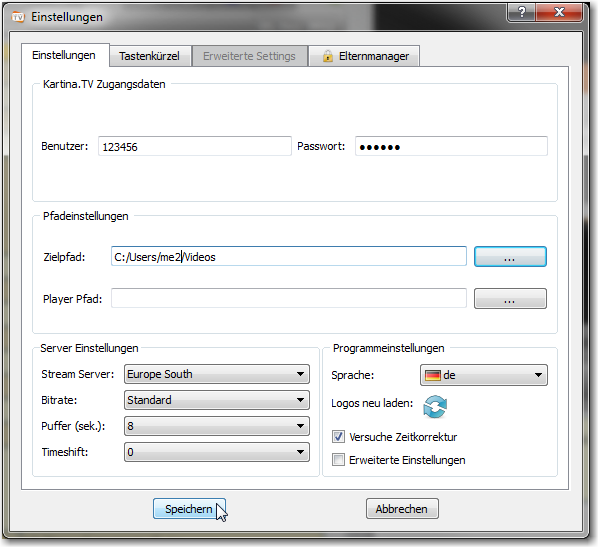 TV Einstellungen ?
Einstellungen Tastenkürzel Erweiterte Settings Elternmanager
Kartina.TV Zugangsdaten
Benutzer: 123456 Passwort: ●●●●●●
Pfadeinstellungen
Zielpfad: C:/Users/me2/Videos ...
Player Pfad: ...
Server Einstellungen
Stream Server: Europe South
Bitrate: Standard
Puffer (sek.): 8
Timeshift: 0
Programmeinstellungen
Sprache: de
Logos neu laden:
Versuche Zeitkorrektur
Erweiterte Einstellungen
Speichern Abbrechen